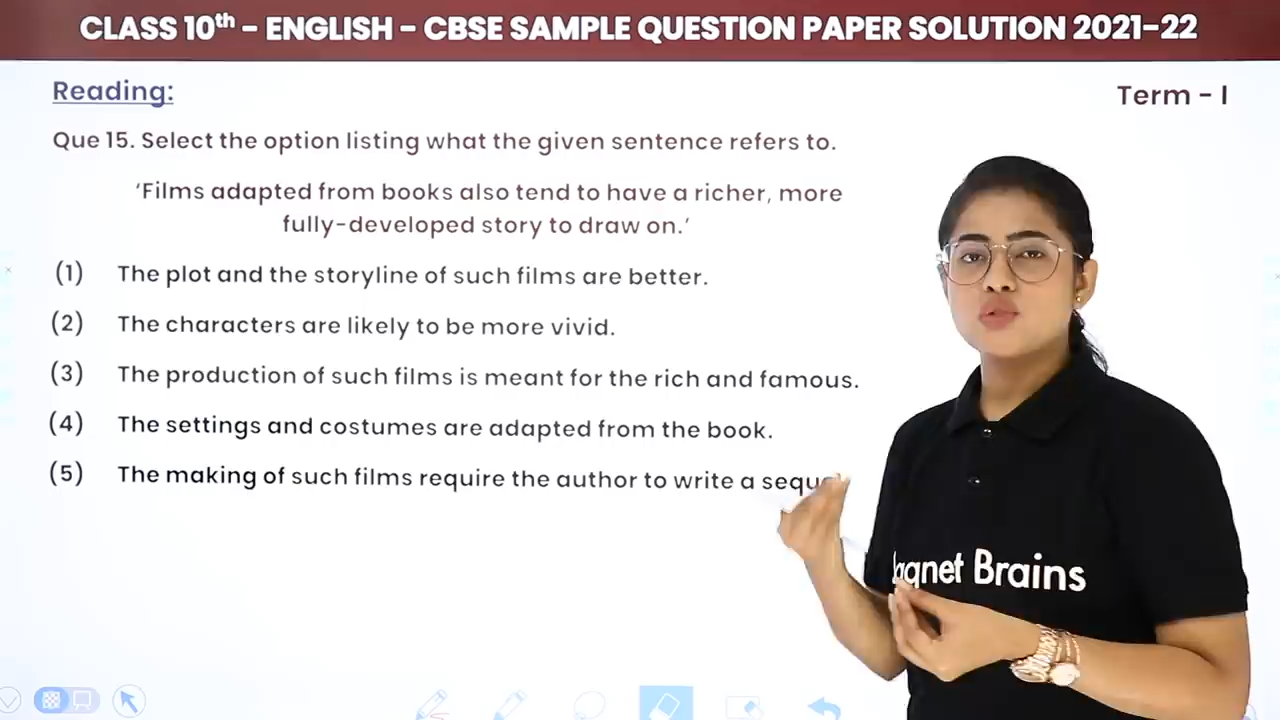 CLASS 10th - ENGLISH - CBSE SAMPLE QUESTION PAPER SOLUTION 2021-22
Reading:
Term - I
Que 15. Select the option listing what the given sentence refers to.
'Films adapted from books also tend to have a richer, more
fully-developed story to draw on.'
(1) The plot and the storyline of such films are better.
(2) The characters are likely to be more vivid.
(3) The production of such films is meant for the rich and famous.
(4) The settings and costumes are adapted from the book.
(5) The making of such films require the author to write a
Brains